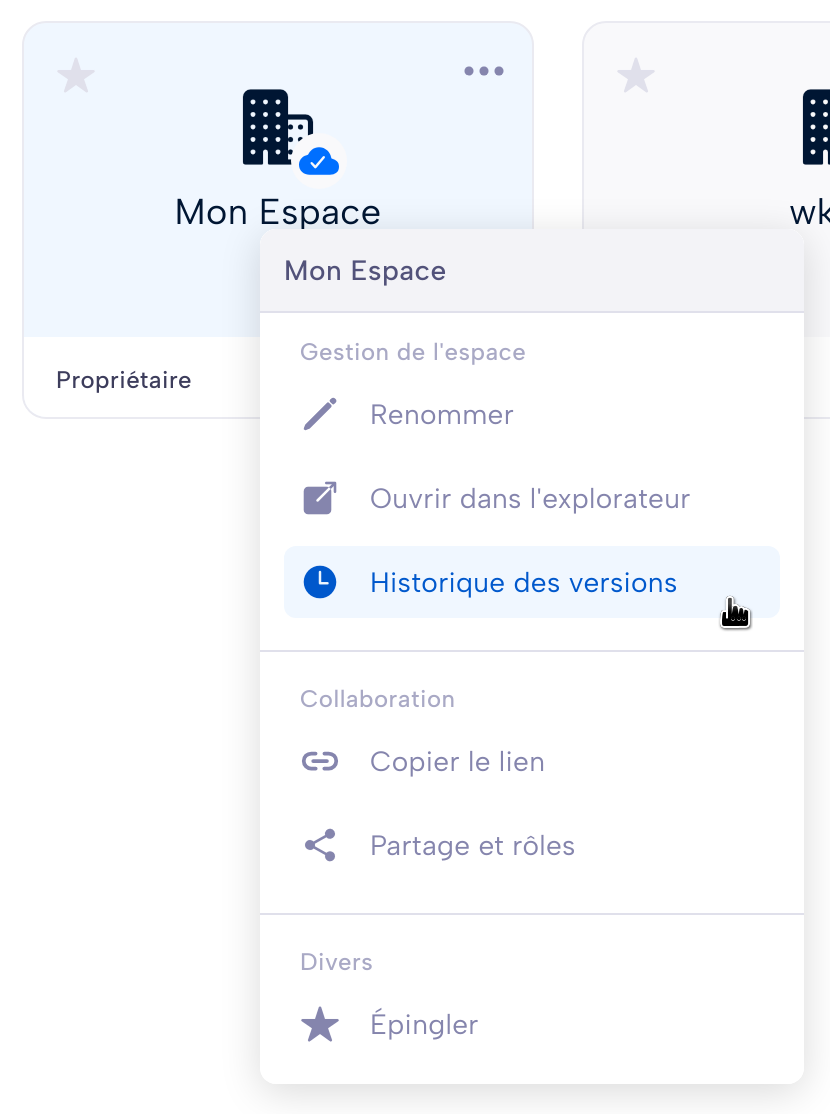 Mon Espace
wk
Mon Espace
Gestion de l'espace
Propriétaire
Renommer
Ouvrir dans l'explorateur
Historique des versions
Collaboration
Copier le lien
Partage et rôles
Divers
Épingler